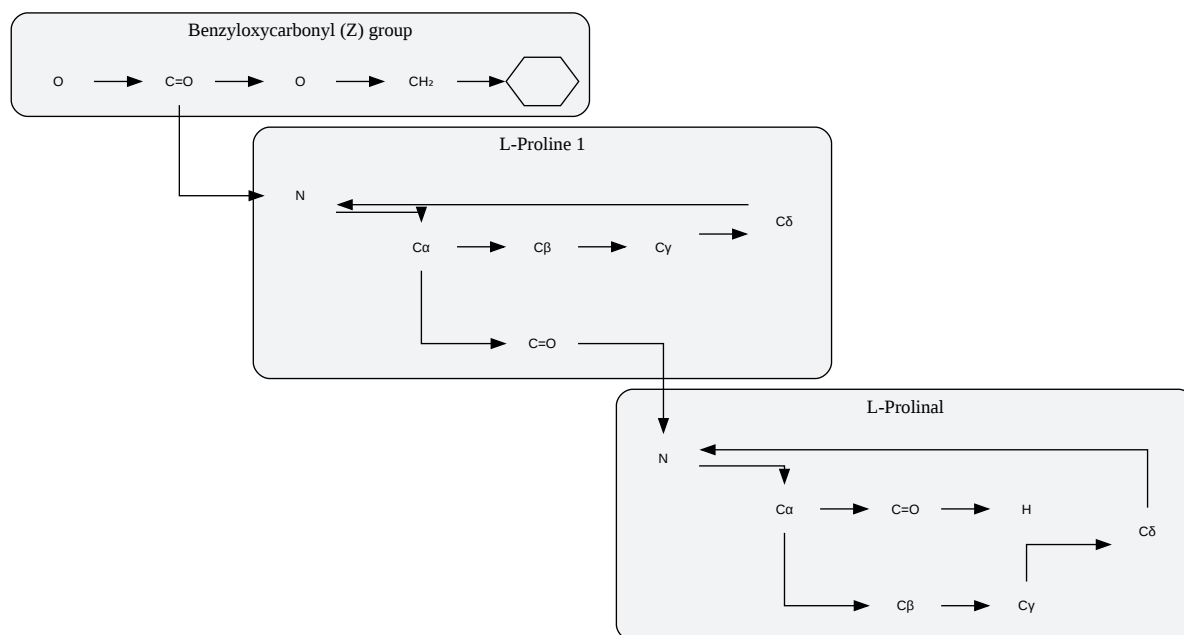 Benzyloxycarbonyl (Z) group
O C=O O CH₂
L-Proline 1
N
Cδ
Cα Cβ Cγ
C=O
L-Prolinal
N
Cα C=O H
Cδ
Cβ Cγ